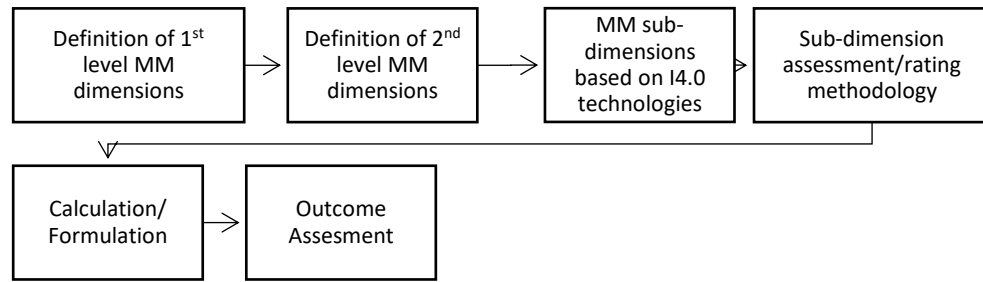 Definition of 1st
level MM
dimensions
Definition of 2nd
level MM
dimensions
MM sub-
dimensions
based on I4.0
technologies
Sub-dimension
assessment/rating
methodology
Calculation/
Formulation
Outcome
Assesment